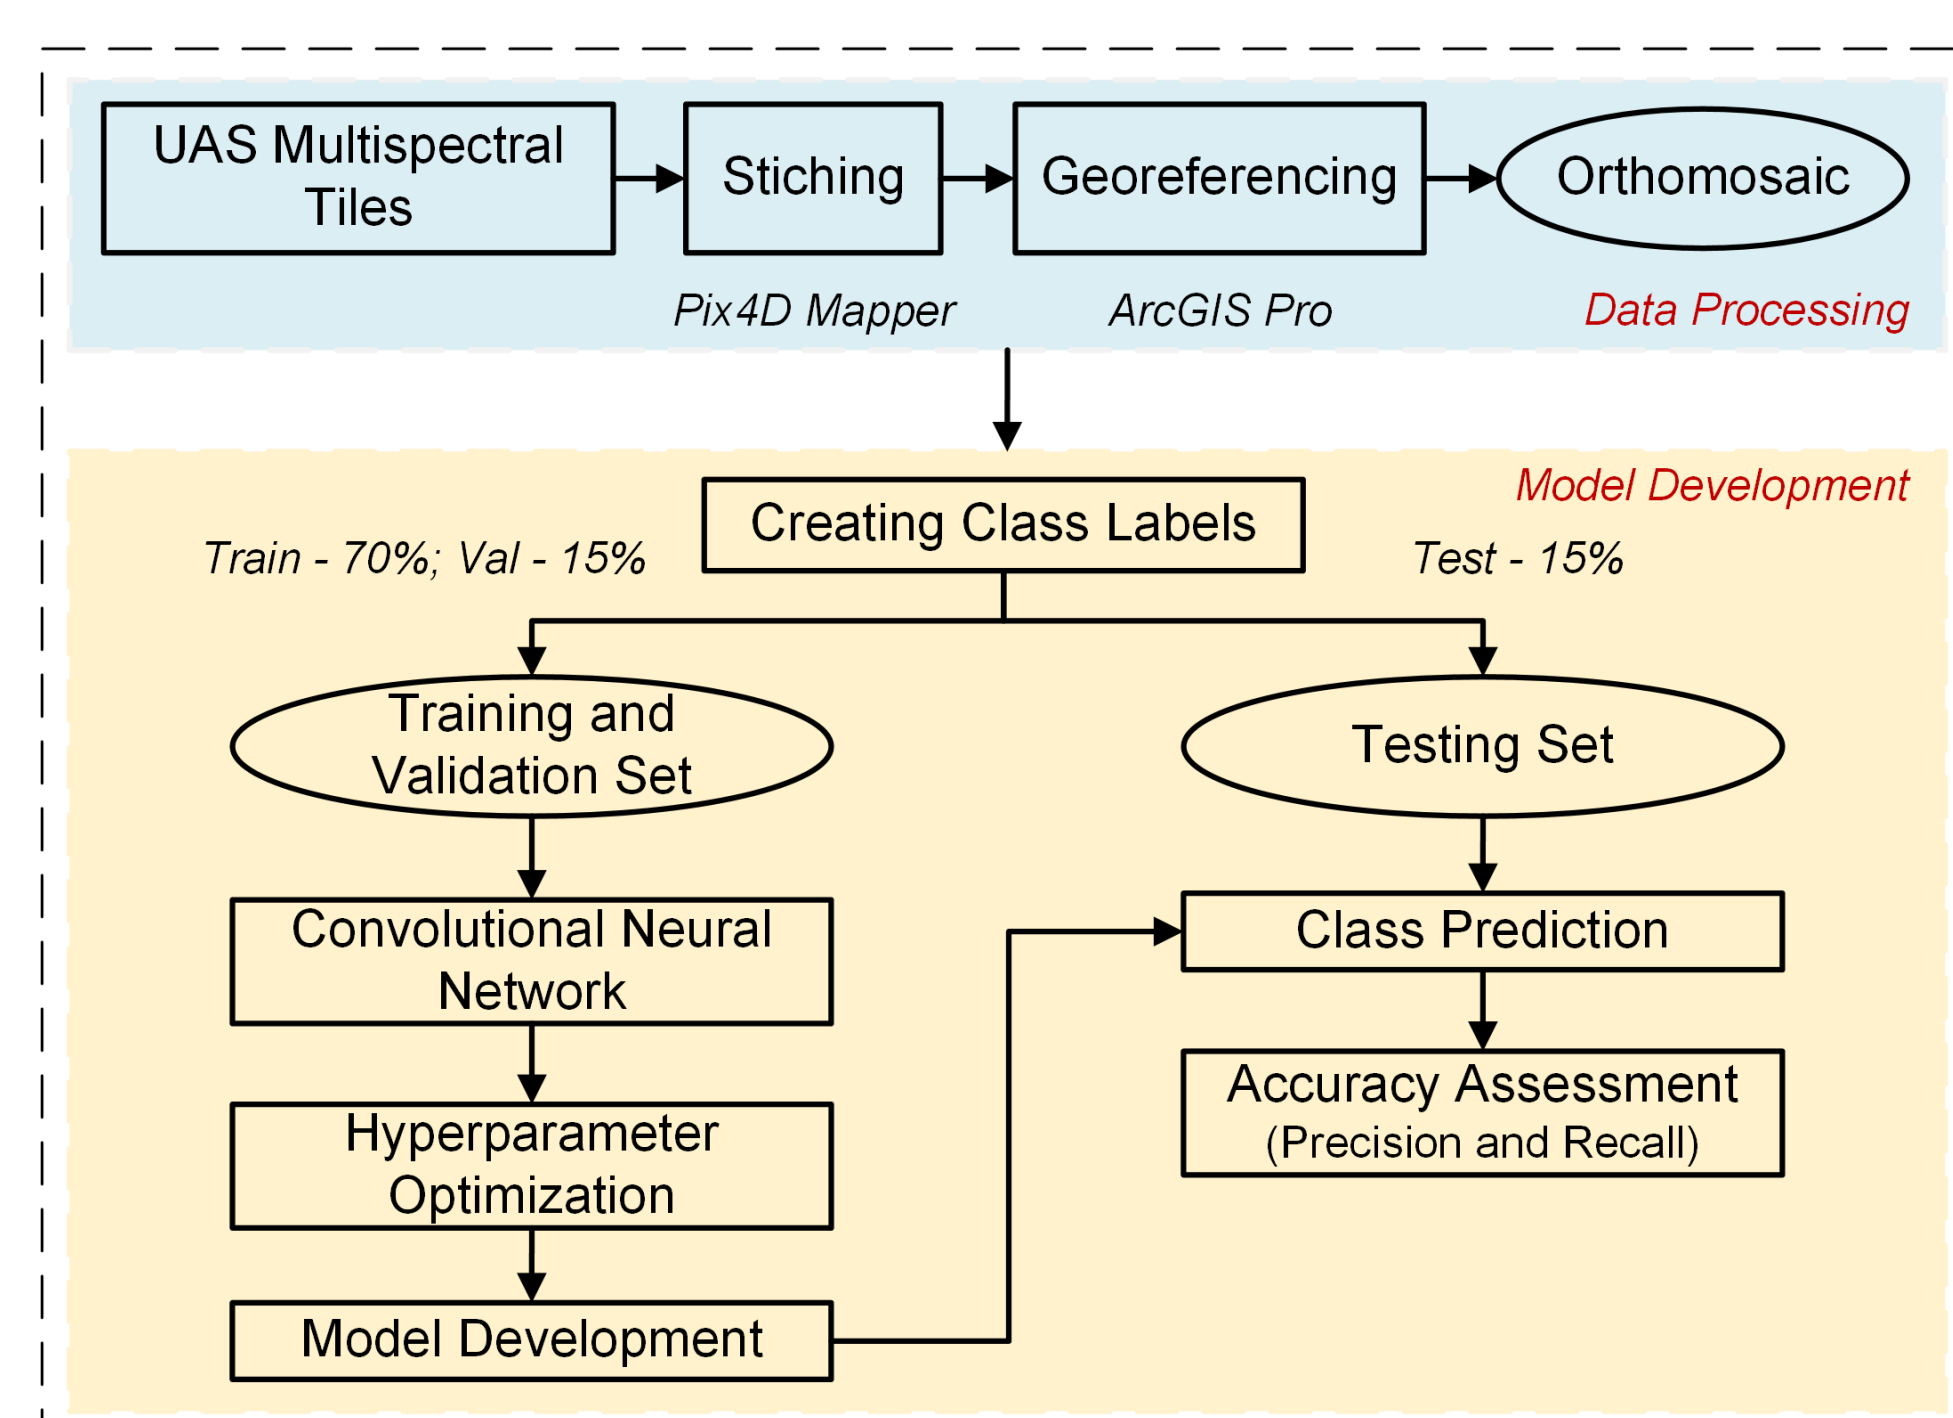 UAS Multispectral
Tiles
Stiching
Georeferencing
Orthomosaic
Pix4D Mapper
ArcGIS Pro
Data Processing
Model Development
Creating Class Labels
Train - 70%; Val - 15%
Test - 15%
Training and
Validation Set
Testing Set
Convolutional Neural
Network
Class Prediction
Hyperparameter
Optimization
Accuracy Assessment
(Precision and Recall)
Model Development